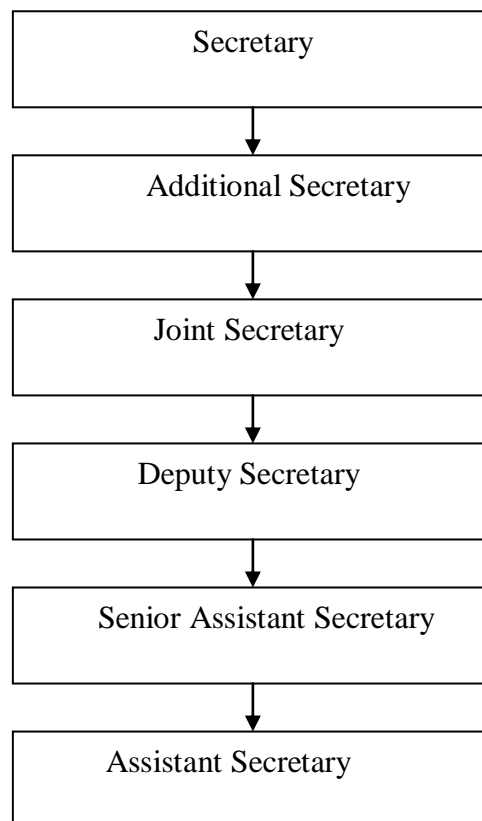 Secretary
Additional Secretary
Joint Secretary
Deputy Secretary
Senior Assistant Secretary
Assistant Secretary